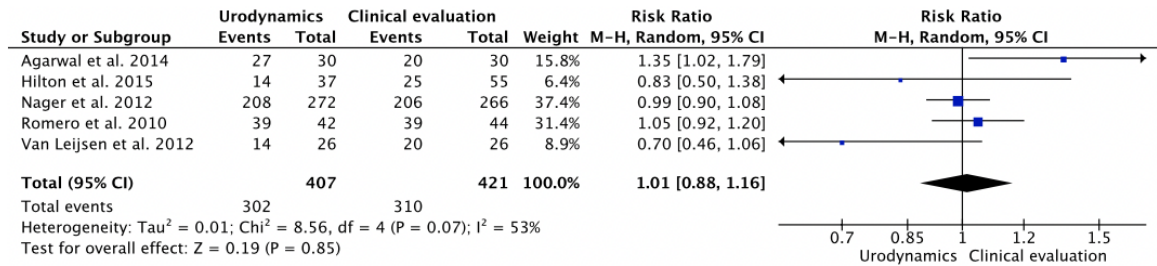 Urodynamics Clinical evaluation Risk Ratio Risk Ratio
Study or Subgroup Events Total Events Total Weight M-H, Random, 95% CI M-H, Random, 95% CI
Agarwal et al. 2014 27 30 20 30 15.8% 1.35 [1.02, 1.79]
Hilton et al. 2015 14 37 25 55 6.4% 0.83 [0.50, 1.38]
Nager et al. 2012 208 272 206 266 37.4% 0.99 [0.90, 1.08]
Romero et al. 2010 39 42 39 44 31.4% 1.05 [0.92, 1.20]
Van Leijsen et al. 2012 14 26 20 26 8.9% 0.70 [0.46, 1.06]
Total (95% CI) 407 421 100.0% 1.01 [0.88, 1.16]
Total events 302 310
Heterogeneity: Tau² = 0.01; Chi² = 8.56, df = 4 (P = 0.07); I² = 53%
Test for overall effect: Z = 0.19 (P = 0.85)
0.7 0.85 1 1.2 1.5
Urodynamics Clinical evaluation